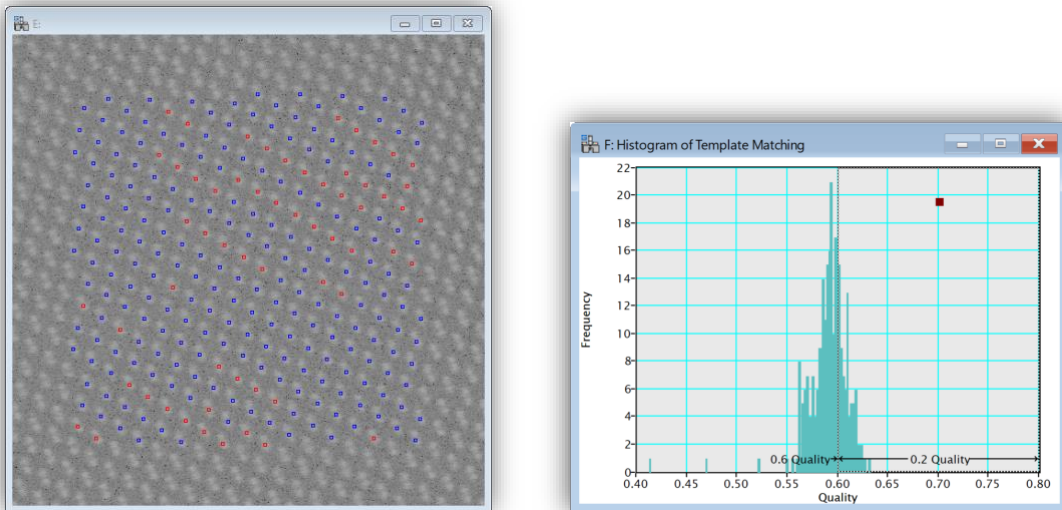 E:
F: Histogram of Template Matching
22
20
18
16
14
12
10
8
6
4
2
0
Frequency
0.6 Quality
0.2 Quality
0.40 0.45 0.50 0.55 0.60 0.65 0.70 0.75 0.80
Quality